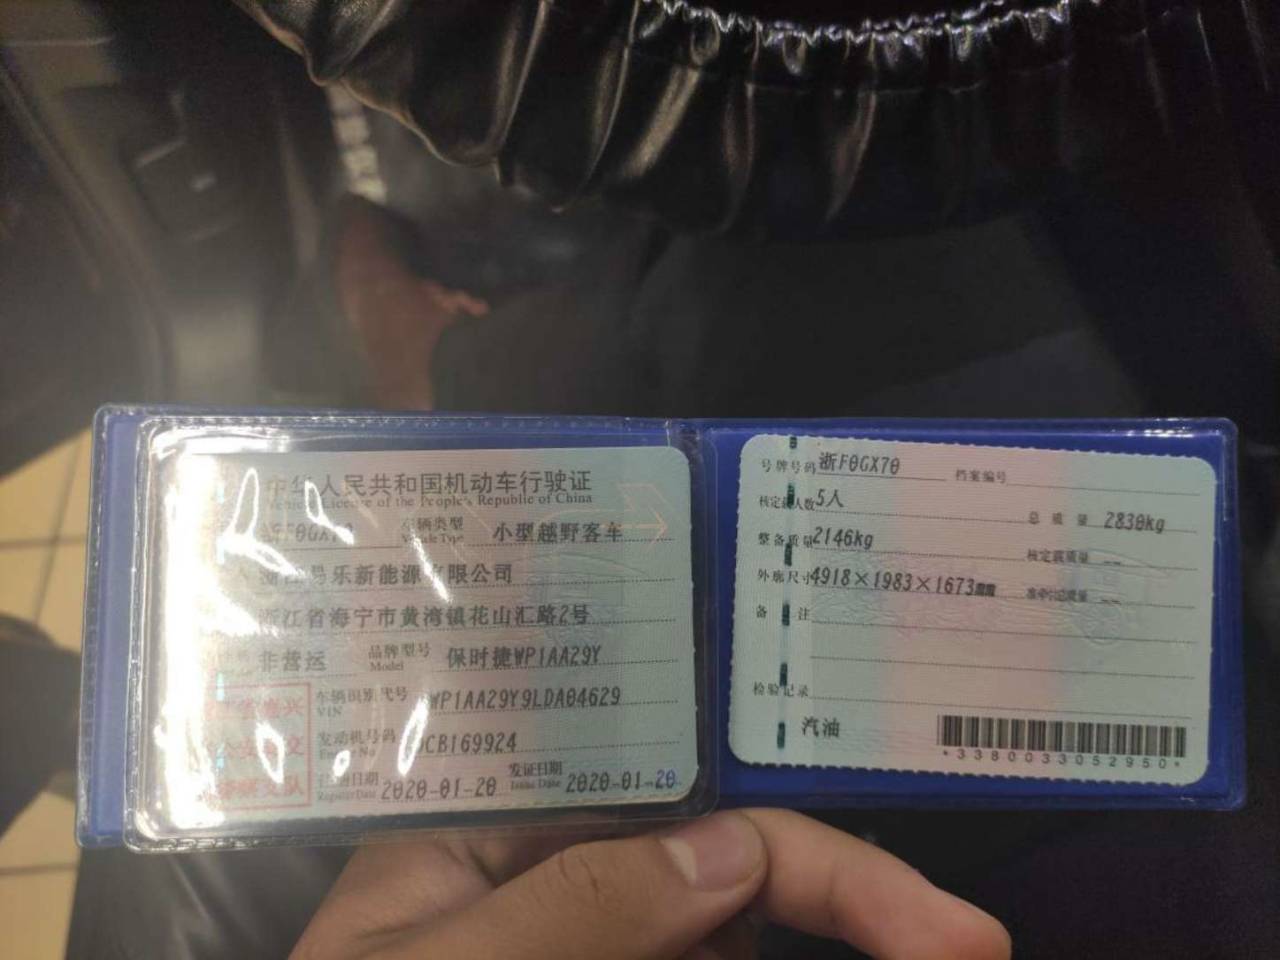 中华人民共和国机动车行驶证
Vehicle License of the People's Republic of China
车辆类型 小型越野客车
Vehicle Type
易乐新能源有限公司
浙江省海宁市黄湾镇花山汇路2号
非营运 品牌型号 保时捷WP1AA29Y
Model
车辆识别代号 WP1AA29Y9LDA04629
VIN
发动机号码 DCB169924
Engine No.
注册日期 2020-01-20 发证日期 2020-01-20
Register Date Issue Date
号牌号码 浙F0GX70 档案编号
核定载人数 5人 总质量 2830kg
整备质量 2146kg 核定载质量 --
外廓尺寸 4918×1983×1673mm 准牵引总质量 --
备注
检验记录
汽油
*3380033052950*